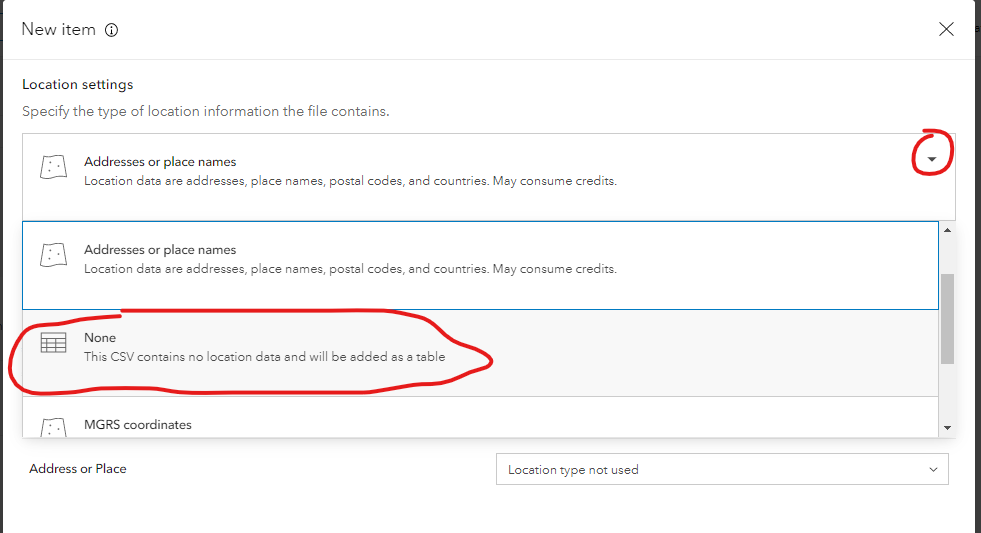 New item
Location settings
Specify the type of location information the file contains.
Addresses or place names
Location data are addresses, place names, postal codes, and countries. May consume credits.
Addresses or place names
Location data are addresses, place names, postal codes, and countries. May consume credits.
None
This CSV contains no location data and will be added as a table
MGRS coordinates
Address or Place
Location type not used